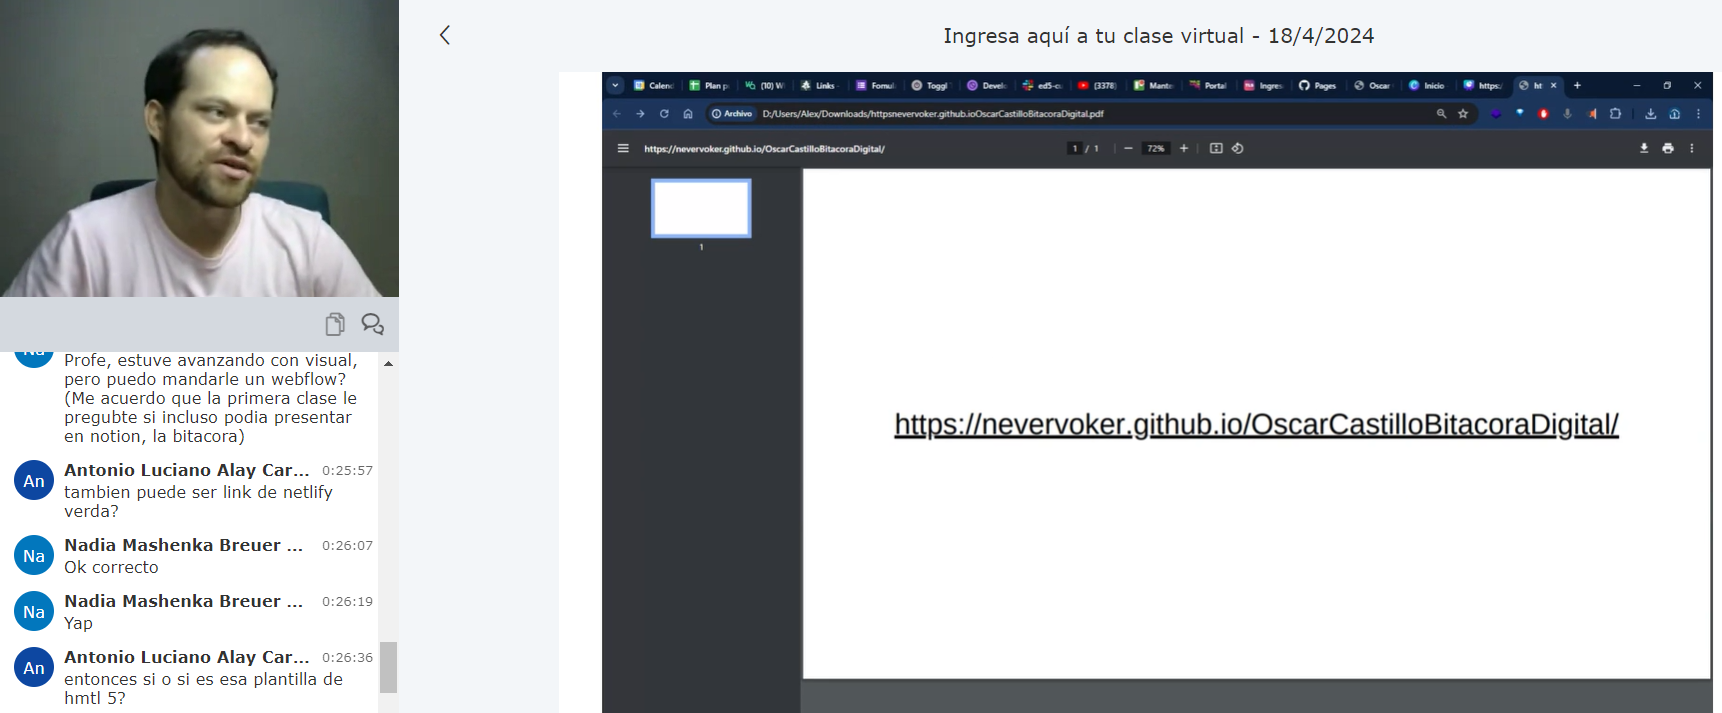 Ingresa aquí a tu clase virtual - 18/4/2024
Calend
Plan p
(10) W
Links -
Fomul
Toggl
Devel
ed5-c
(3378)
Mante
Portal
Ingres
Pages
Oscar
Inicio
https:/
ht
Archivo
D:/Users/Alex/Downloads/httpsnevervoker.github.ioOscarCastilloBitacoraDigital.pdf
https://nevervoker.github.io/OscarCastilloBitacoraDigital/
1 / 1
72%
1
https://nevervoker.github.io/OscarCastilloBitacoraDigital/
Na
Profe, estuve avanzando con visual,
pero puedo mandarle un webflow?
(Me acuerdo que la primera clase le
pregubte si incluso podia presentar
en notion, la bitacora)
An
Antonio Luciano Alay Car... 0:25:57
tambien puede ser link de netlify
verda?
Na
Nadia Mashenka Breuer ... 0:26:07
Ok correcto
Na
Nadia Mashenka Breuer ... 0:26:19
Yap
An
Antonio Luciano Alay Car... 0:26:36
entonces si o si es esa plantilla de
hmtl 5?